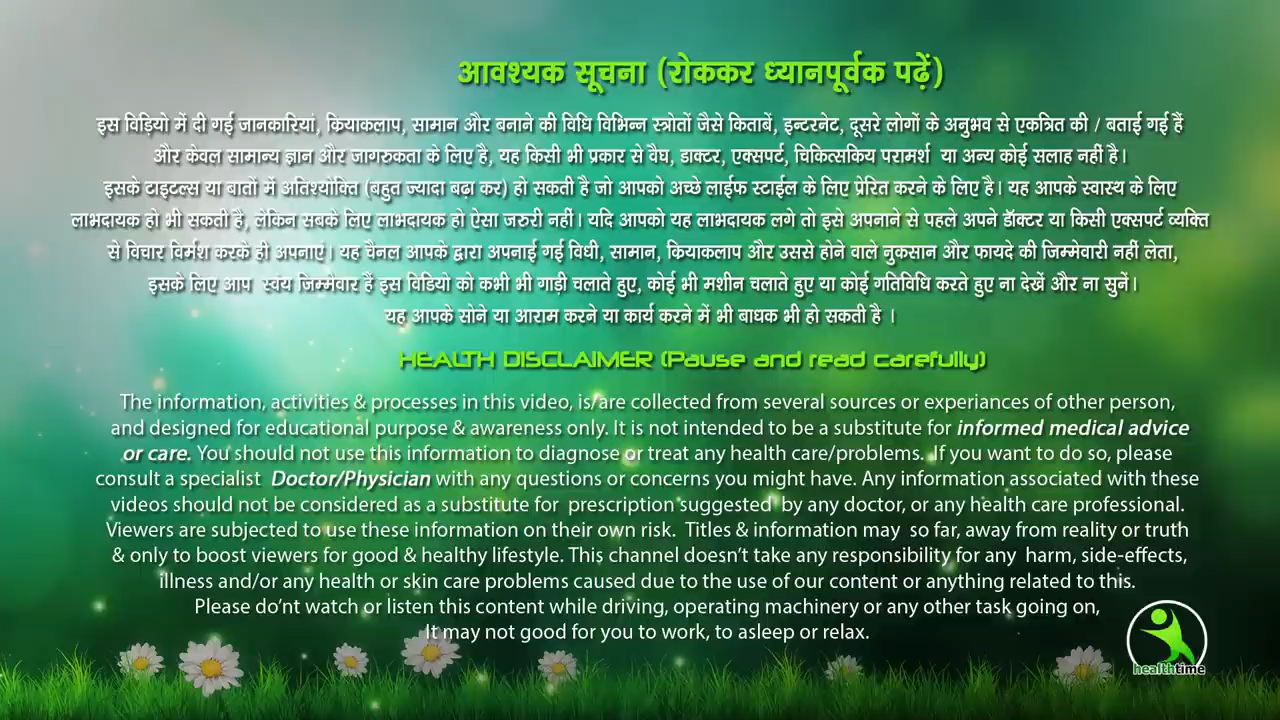 आवश्यक सूचना (रोककर ध्यानपूर्वक पढ़ें)
इस विड़ियो में दी गई जानकारियां, क्रियाकलाप, सामान और बनाने की विधि विभिन्न स्त्रोतों जैसे किताबें, इन्टरनेट, दूसरे लोगों के अनुभव से एकत्रित की / बताई गई हैं
और केवल सामान्य ज्ञान और जागरुकता के लिए है, यह किसी भी प्रकार से वैघ, डाक्टर, एक्सपर्ट, चिकित्सकिय परामर्श या अन्य कोई सलाह नहीं है।
इसके टाइटल्स या बातों में अतिश्योक्ति (बहुत ज्यादा बढ़ा कर) हो सकती है जो आपको अच्छे लाईफ स्टाईल के लिए प्रेरित करने के लिए है। यह आपके स्वास्थ के लिए
लाभदायक हो भी सकती है, लेकिन सबके लिए लाभदायक हो ऐसा जरुरी नहीं। यदि आपको यह लाभदायक लगे तो इसे अपनाने से पहले अपने डॉक्टर या किसी एक्सपर्ट व्यक्ति
से विचार विर्मश करके ही अपनाएं। यह चैनल आपके द्वारा अपनाई गई विधी, सामान, क्रियाकलाप और उससे होने वाले नुकसान और फायदे की जिम्मेवारी नहीं लेता,
इसके लिए आप स्वंय जिम्मेवार हैं इस विडियो को कभी भी गाड़ी चलाते हुए, कोई भी मशीन चलाते हुए या कोई गतिविधि करते हुए ना देखें और ना सुनें।
यह आपके सोने या आराम करने या कार्य करने में भी बाधक भी हो सकती है ।
HEALTH DISCLAIMER (Pause and read carefully)
The information, activities & processes in this video, is/are collected from several sources or experiances of other person,
and designed for educational purpose & awareness only. It is not intended to be a substitute for informed medical advice
or care. You should not use this information to diagnose or treat any health care/problems. If you want to do so, please
consult a specialist Doctor/Physician with any questions or concerns you might have. Any information associated with these
videos should not be considered as a substitute for prescription suggested by any doctor, or any health care professional.
Viewers are subjected to use these information on their own risk. Titles & information may so far, away from reality or truth
& only to boost viewers for good & healthy lifestyle. This channel doesn't take any responsibility for any harm, side-effects,
illness and/or any health or skin care problems caused due to the use of our content or anything related to this.
Please do'nt watch or listen this content while driving, operating machinery or any other task going on,
It may not good for you to work, to asleep or relax.
healthtime